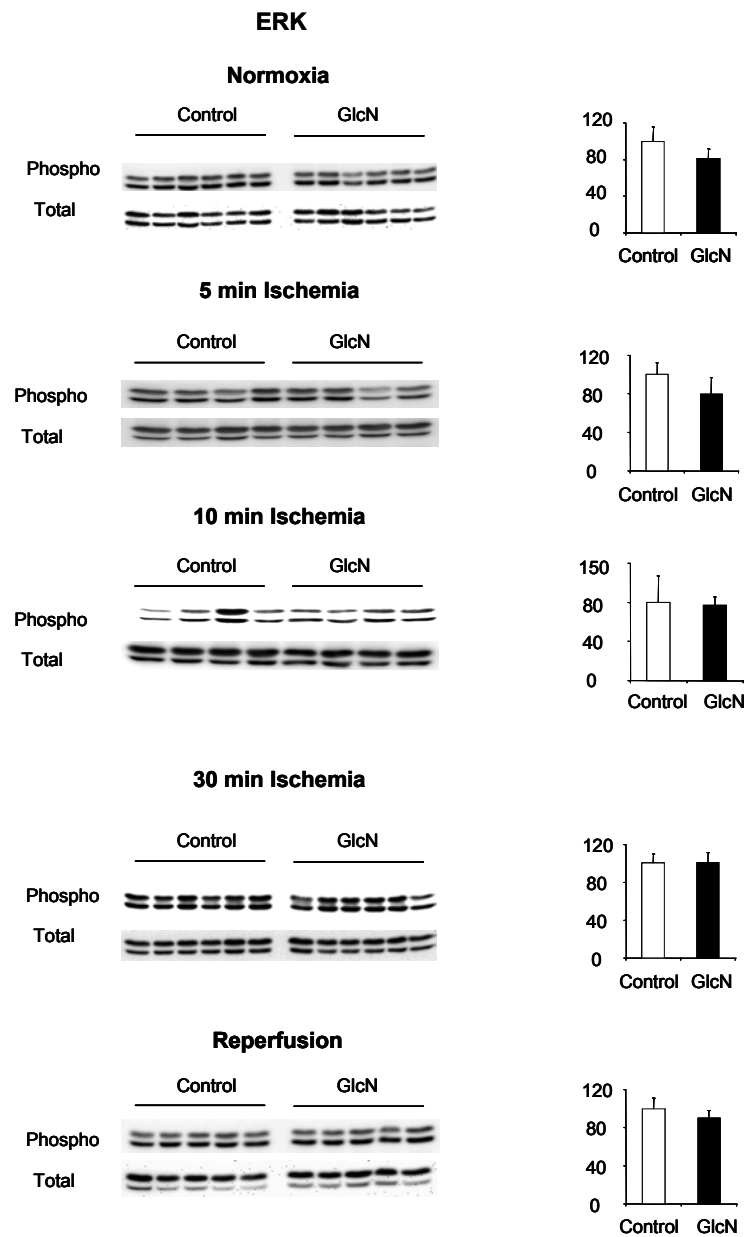 ERK
Normoxia
Control GlcN
Phospho
Total
120
80
40
0
Control GlcN
5 min Ischemia
Control GlcN
Phospho
Total
120
80
40
0
Control GlcN
10 min Ischemia
Control GlcN
Phospho
Total
150
80
40
0
Control GlcN
30 min Ischemia
Control GlcN
Phospho
Total
120
80
40
0
Control GlcN
Reperfusion
Control GlcN
Phospho
Total
120
80
40
0
Control GlcN